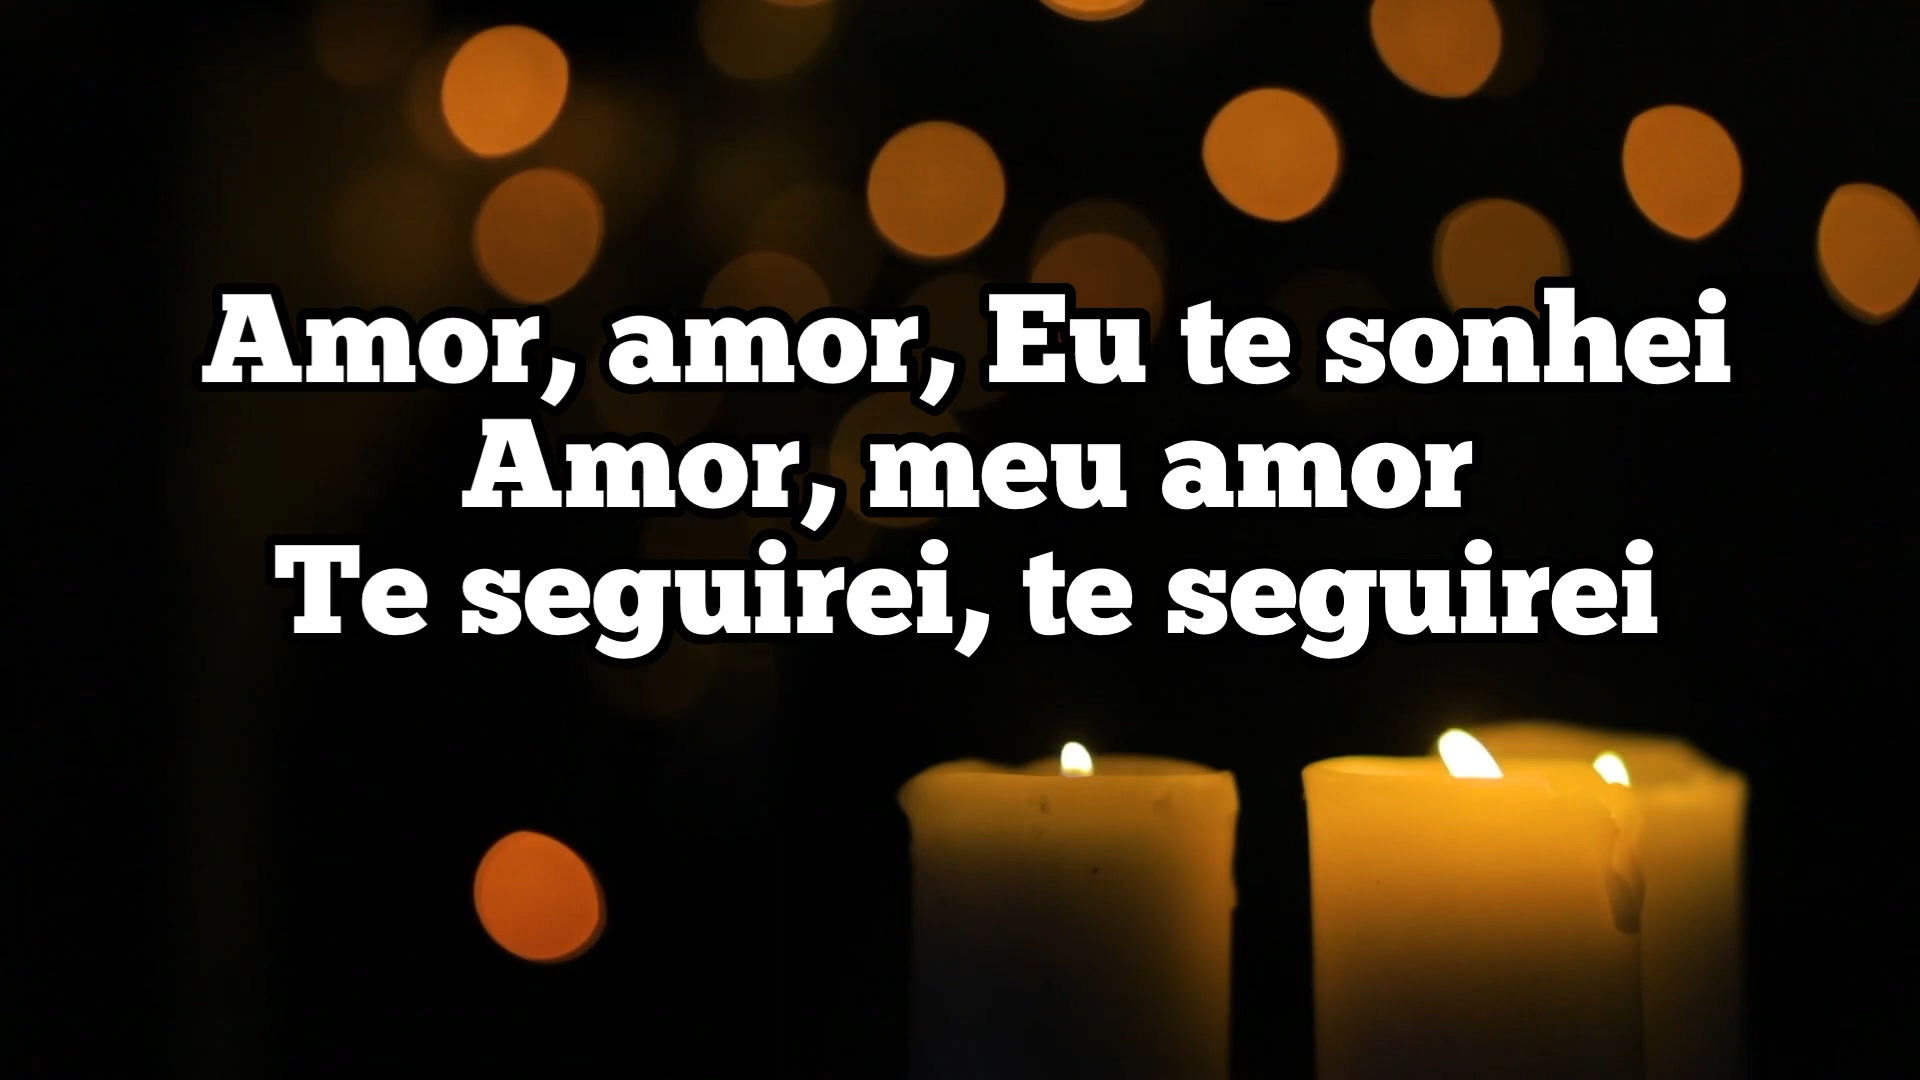 Amor, amor, Eu te sonhei
Amor, meu amor
Te seguirei, te seguirei